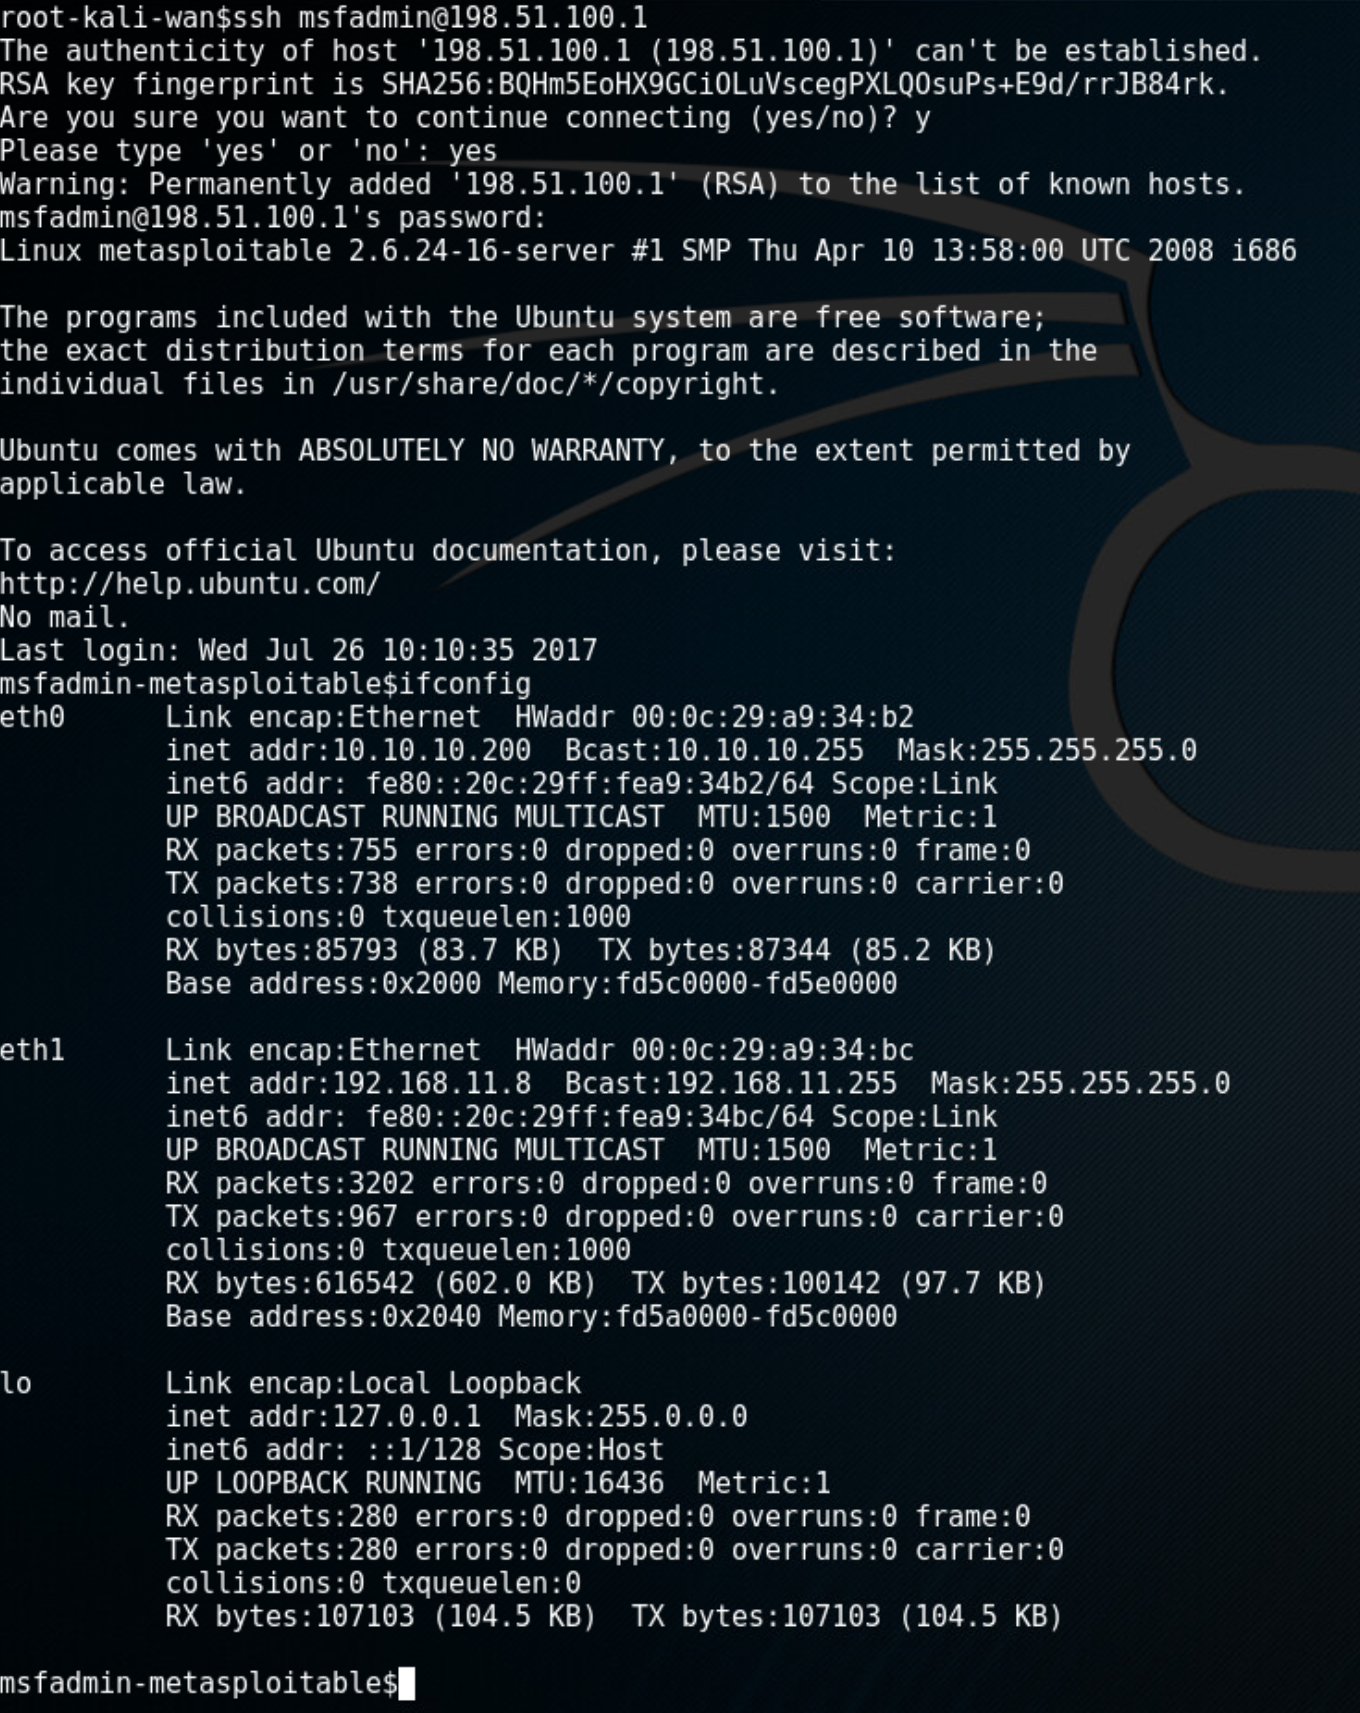 root-kali-wan$ssh msfadmin@198.51.100.1
The authenticity of host '198.51.100.1 (198.51.100.1)' can't be established.
RSA key fingerprint is SHA256:BQHm5EoHX9GCiOLuVscegPXLQOsuPs+E9d/rrJB84rk.
Are you sure you want to continue connecting (yes/no)? y
Please type 'yes' or 'no': yes
Warning: Permanently added '198.51.100.1' (RSA) to the list of known hosts.
msfadmin@198.51.100.1's password:
Linux metasploitable 2.6.24-16-server #1 SMP Thu Apr 10 13:58:00 UTC 2008 i686

The programs included with the Ubuntu system are free software;
the exact distribution terms for each program are described in the
individual files in /usr/share/doc/*/copyright.

Ubuntu comes with ABSOLUTELY NO WARRANTY, to the extent permitted by
applicable law.

To access official Ubuntu documentation, please visit:
http://help.ubuntu.com/
No mail.
Last login: Wed Jul 26 10:10:35 2017
msfadmin-metasploitable$ifconfig
eth0      Link encap:Ethernet  HWaddr 00:0c:29:a9:34:b2
          inet addr:10.10.10.200  Bcast:10.10.10.255  Mask:255.255.255.0
          inet6 addr: fe80::20c:29ff:fea9:34b2/64 Scope:Link
          UP BROADCAST RUNNING MULTICAST  MTU:1500  Metric:1
          RX packets:755 errors:0 dropped:0 overruns:0 frame:0
          TX packets:738 errors:0 dropped:0 overruns:0 carrier:0
          collisions:0 txqueuelen:1000
          RX bytes:85793 (83.7 KB)  TX bytes:87344 (85.2 KB)
          Base address:0x2000 Memory:fd5c0000-fd5e0000

eth1      Link encap:Ethernet  HWaddr 00:0c:29:a9:34:bc
          inet addr:192.168.11.8  Bcast:192.168.11.255  Mask:255.255.255.0
          inet6 addr: fe80::20c:29ff:fea9:34bc/64 Scope:Link
          UP BROADCAST RUNNING MULTICAST  MTU:1500  Metric:1
          RX packets:3202 errors:0 dropped:0 overruns:0 frame:0
          TX packets:967 errors:0 dropped:0 overruns:0 carrier:0
          collisions:0 txqueuelen:1000
          RX bytes:616542 (602.0 KB)  TX bytes:100142 (97.7 KB)
          Base address:0x2040 Memory:fd5a0000-fd5c0000

lo        Link encap:Local Loopback
          inet addr:127.0.0.1  Mask:255.0.0.0
          inet6 addr: ::1/128 Scope:Host
          UP LOOPBACK RUNNING  MTU:16436  Metric:1
          RX packets:280 errors:0 dropped:0 overruns:0 frame:0
          TX packets:280 errors:0 dropped:0 overruns:0 carrier:0
          collisions:0 txqueuelen:0
          RX bytes:107103 (104.5 KB)  TX bytes:107103 (104.5 KB)

msfadmin-metasploitable$